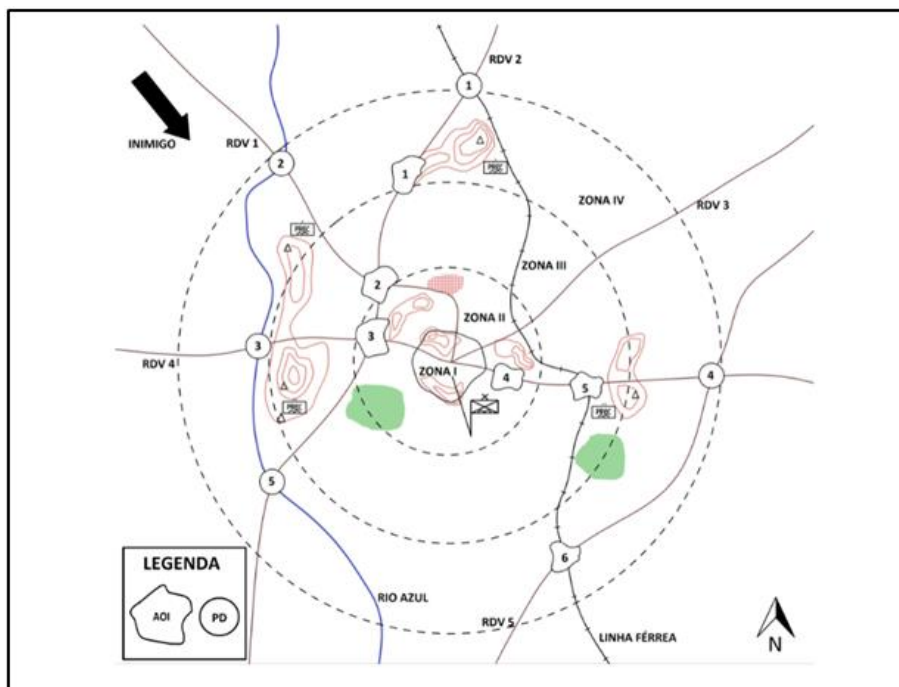 RDV 2
1
INIMIGO
RDV 1
2
1
ZONA IV
RDV 3
ZONA III
2
ZONA II
3
3
RDV 4
ZONA I
4
5
4
5
LEGENDA
AOI
PD
RIO AZUL
6
RDV 5
LINHA FÉRREA
N